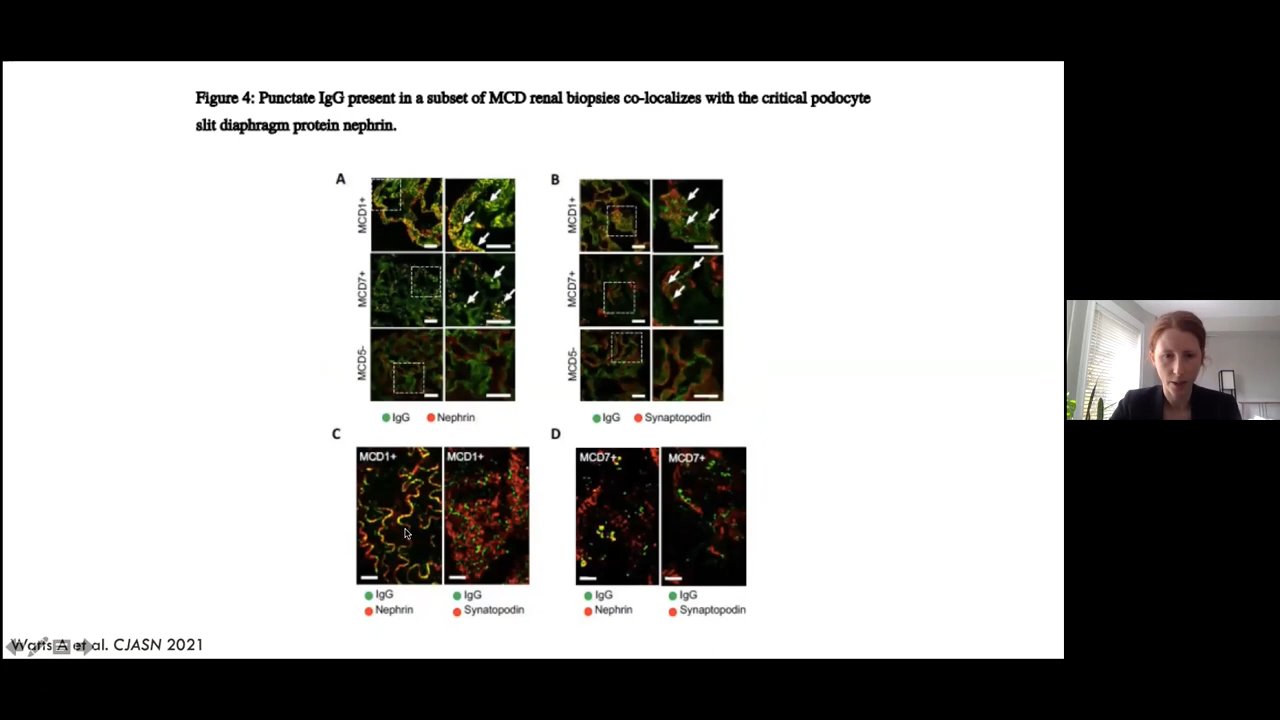 Figure 4: Punctate IgG present in a subset of MCD renal biopsies co-localizes with the critical podocyte
slit diaphragm protein nephrin.
A
B
MCD1+
MCD1+
MCD7+
MCD7+
MCD5-
MCD5-
IgG Nephrin
IgG Synaptopodin
C
D
MCD1+ MCD1+
MCD7+ MCD7+
IgG IgG
Nephrin Synatopodin
IgG IgG
Nephrin Synaptopodin
Watts A et al. CJASN 2021